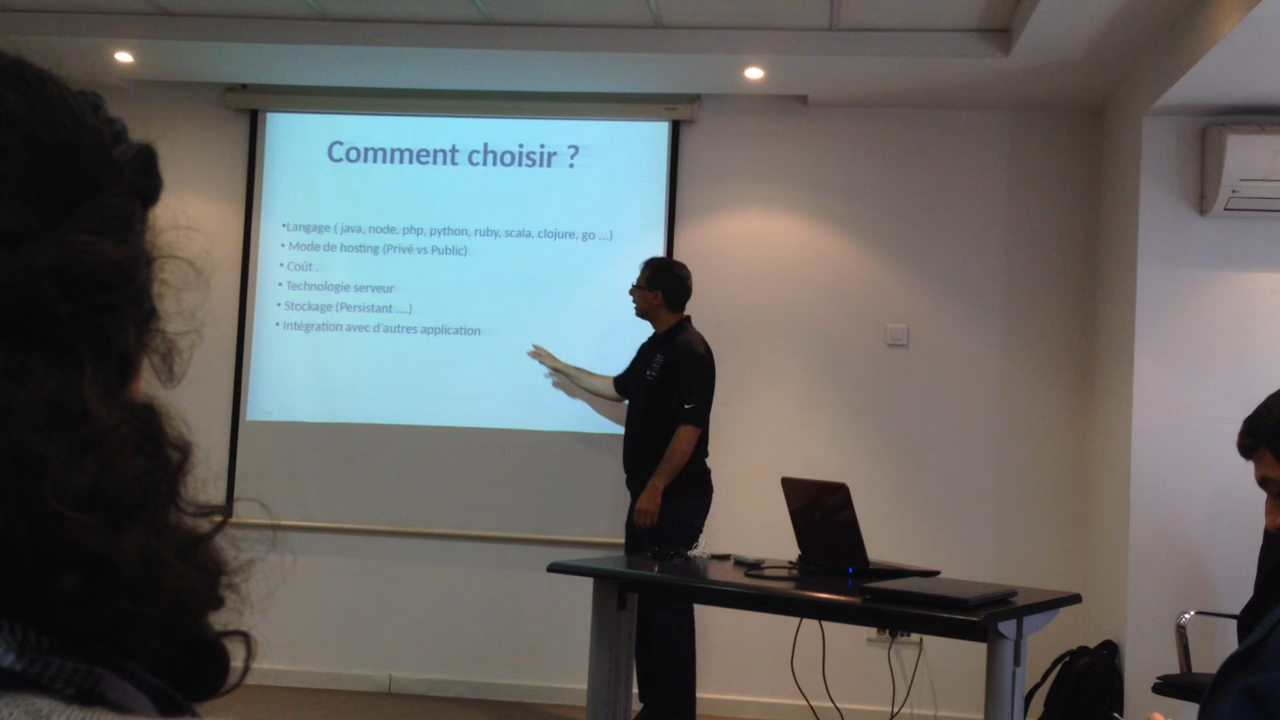 Comment choisir ?
•Langage ( java, node, php, python, ruby, scala, clojure, go ...)
• Mode de hosting (Privé vs Public)
• Coût .
• Technologie serveur
• Stockage (Persistant ....)
• Intégration avec d'autres application